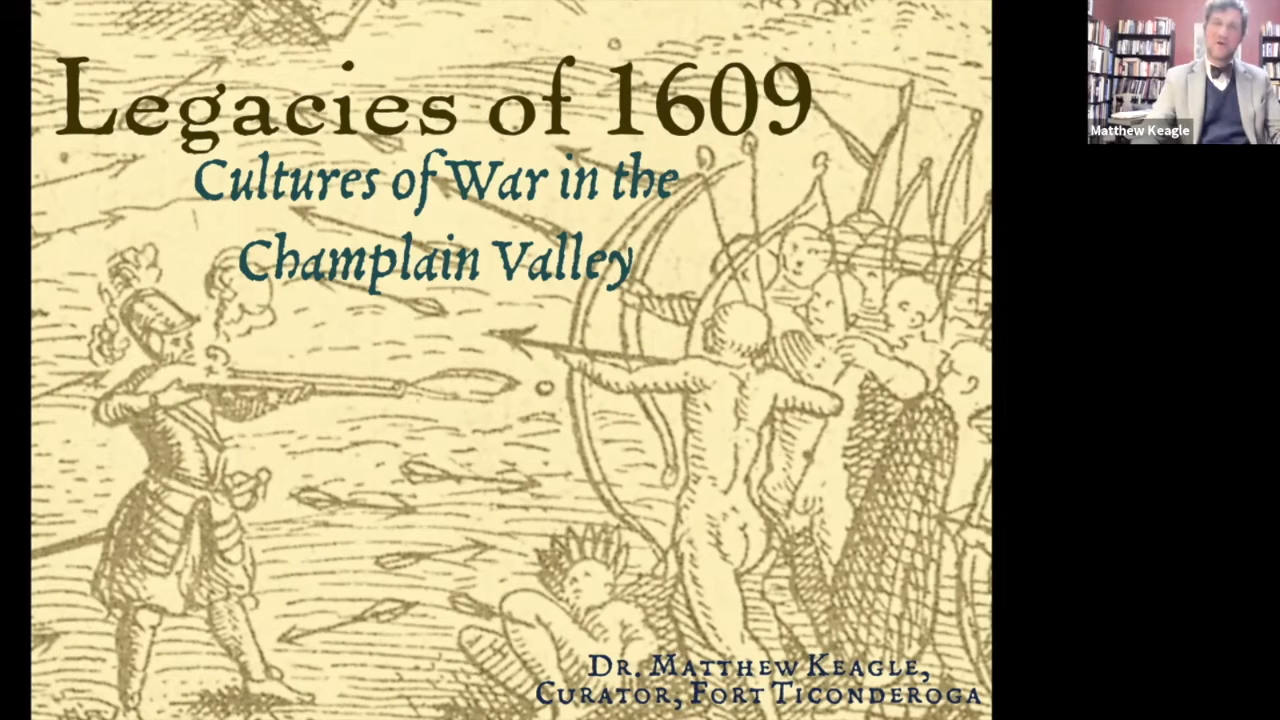 Legacies of 1609
Cultures of War in the
Champlain Valley
Matthew Keagle
Dr. Matthew Keagle,
Curator, Fort Ticonderoga